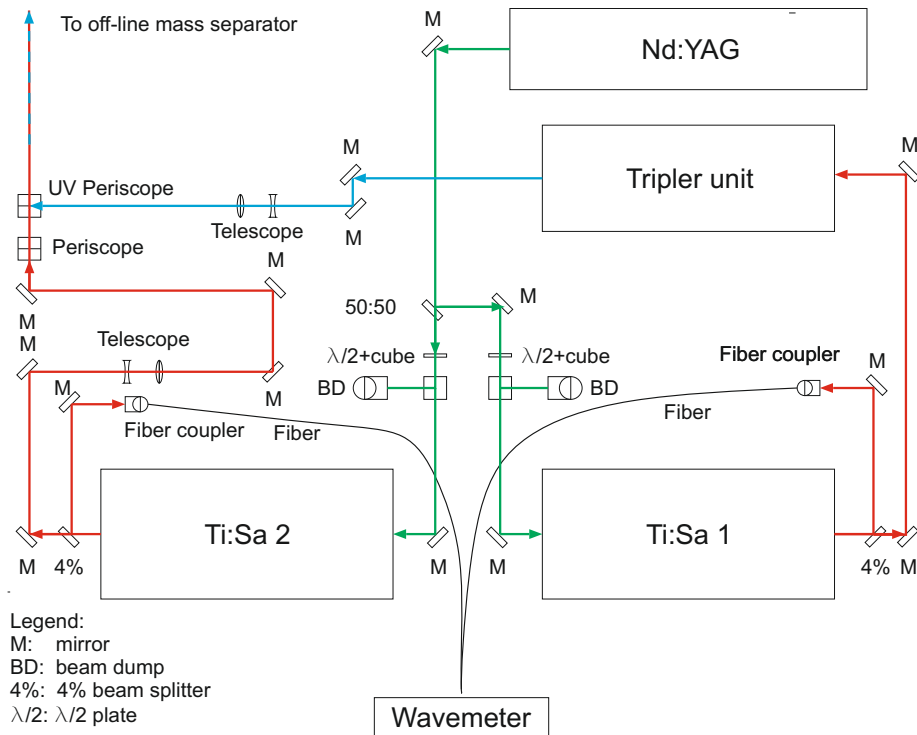 To off-line mass separator
M
Nd:YAG
M
Tripler unit
M
UV Periscope
Telescope
M
Periscope
M
M
50:50
M
M
Telescope
λ/2+cube
λ/2+cube
Fiber coupler
M
M
BD
BD
M
Fiber coupler
Fiber
Fiber
Ti:Sa 2
Ti:Sa 1
M
4%
M
M
4%
M
Legend:
M: mirror
BD: beam dump
4%: 4% beam splitter
λ/2: λ/2 plate
Wavemeter